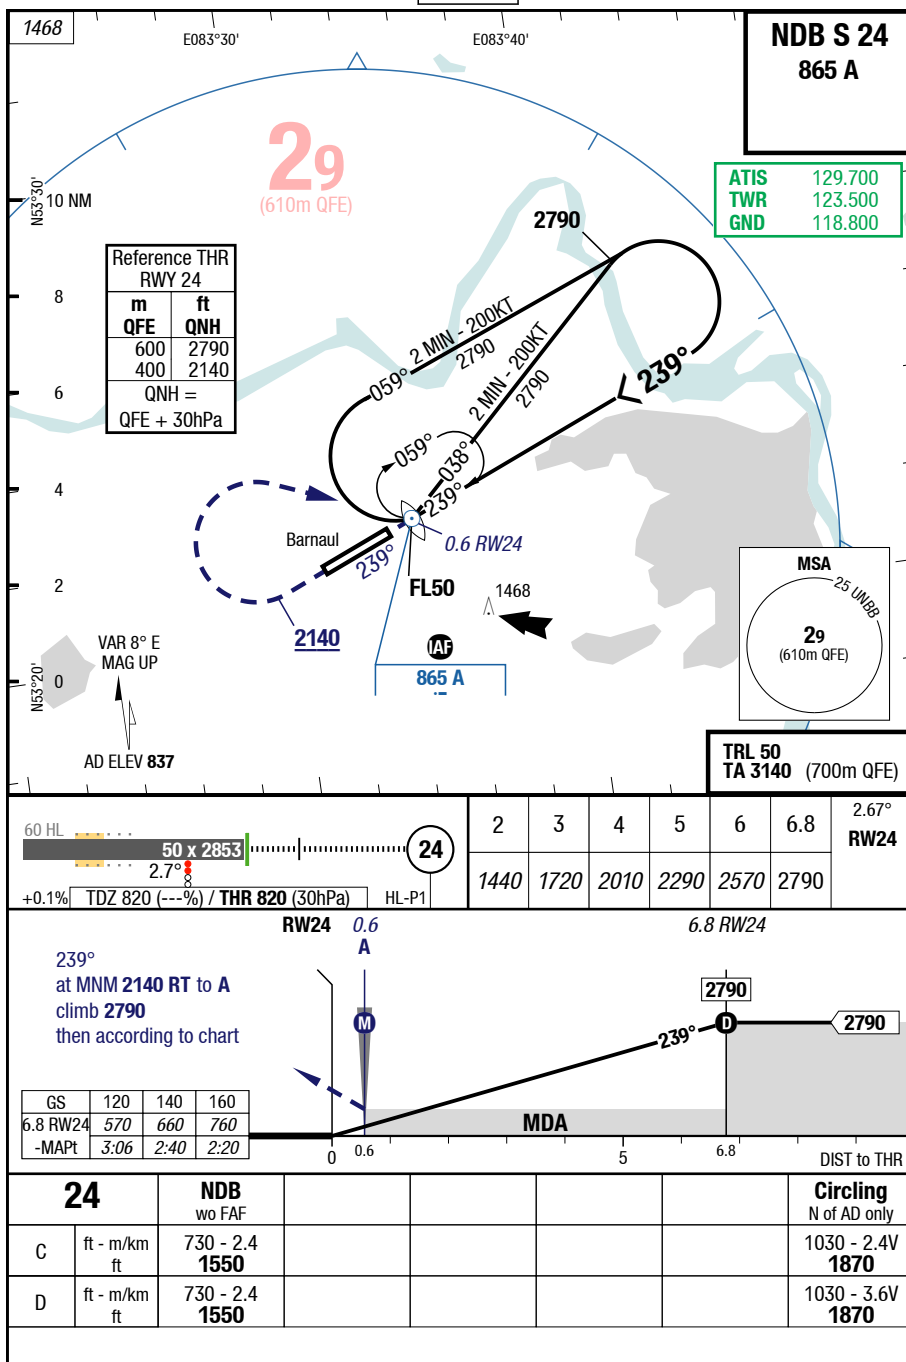 1468
E083°30'
E083°40'
NDB S 24
865 A
29
(610m QFE)
ATIS 129.700
TWR 123.500
GND 118.800
N53°30'
10 NM
8
6
4
2
0
N53°20'
Reference THR
RWY 24
m ft
QFE QNH
600 2790
400 2140
QNH =
QFE + 30hPa
2790
2 MIN - 200KT
2790
059°
2 MIN - 200KT
2790
038°
239°
059°
239°
Barnaul
239°
0.6 RW24
FL50
1468
2140
IAF
865 A
VAR 8° E
MAG UP
AD ELEV 837
MSA
25 UNBB
29
(610m QFE)
TRL 50
TA 3140 (700m QFE)
60 HL
50 x 2853
24
2.7°
+0.1%
TDZ 820 (---%) / THR 820 (30hPa)
HL-P1
2 3 4 5 6 6.8 2.67°
RW24
1440 1720 2010 2290 2570 2790
RW24 0.6
A
6.8 RW24
239°
at MNM 2140 RT to A
climb 2790
then according to chart
M
2790
D
2790
239°
MDA
GS 120 140 160
6.8 RW24 570 660 760
-MAPt 3:06 2:40 2:20
0 0.6 5 6.8 DIST to THR
24 NDB Circling
wo FAF N of AD only
C ft - m/km 730 - 2.4 1030 - 2.4V
ft 1550 1870
D ft - m/km 730 - 2.4 1030 - 3.6V
ft 1550 1870